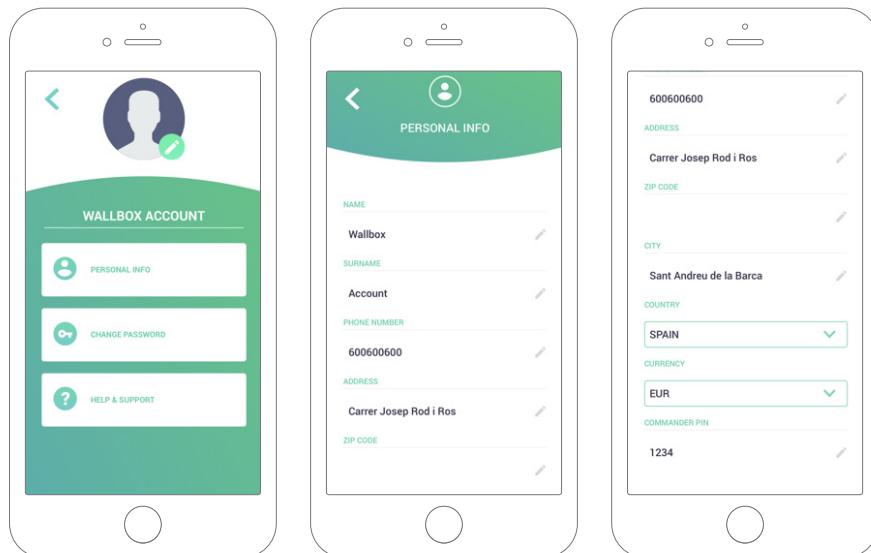 WALLBOX ACCOUNT
PERSONAL INFO
CHANGE PASSWORD
? HELP & SUPPORT
PERSONAL INFO
NAME
Wallbox
SURNAME
Account
PHONE NUMBER
600600600
ADDRESS
Carrer Josep Rod i Ros
ZIP CODE
600600600
ADDRESS
Carrer Josep Rod i Ros
ZIP CODE
CITY
Sant Andreu de la Barca
COUNTRY
SPAIN
CURRENCY
EUR
COMMANDER PIN
1234